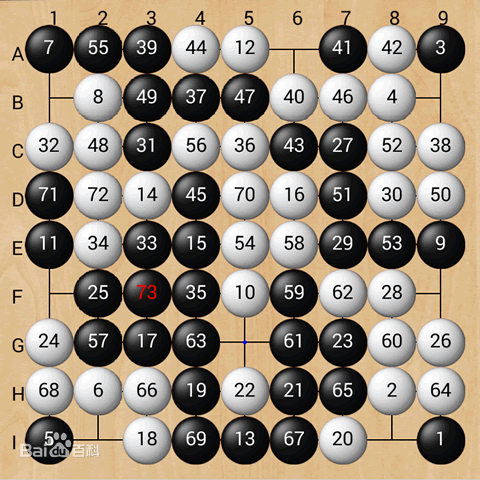 1 2 3 4 5 6 7 8 9
A 7 55 39 44 12 41 42 3
B 8 49 37 47 40 46 4
C 32 48 31 56 36 43 27 52 38
D 71 72 14 45 70 16 51 30 50
E 11 34 33 15 54 58 29 53 9
F 25 73 35 10 59 62 28
G 24 57 17 63 61 23 60 26
H 68 6 66 19 22 21 65 2 64
I 5 18 69 13 67 20 1
Bai 百科